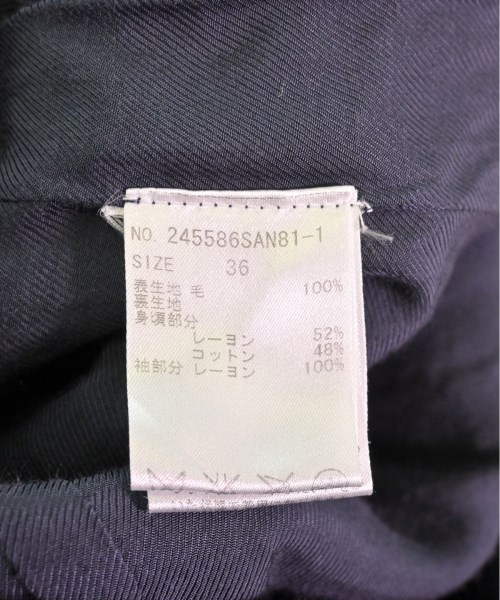 NO. 245586SAN81-1
SIZE 36
表生地 毛 100%
裏生地
身頃部分
レーヨン 52%
コットン 48%
袖部分 レーヨン 100%